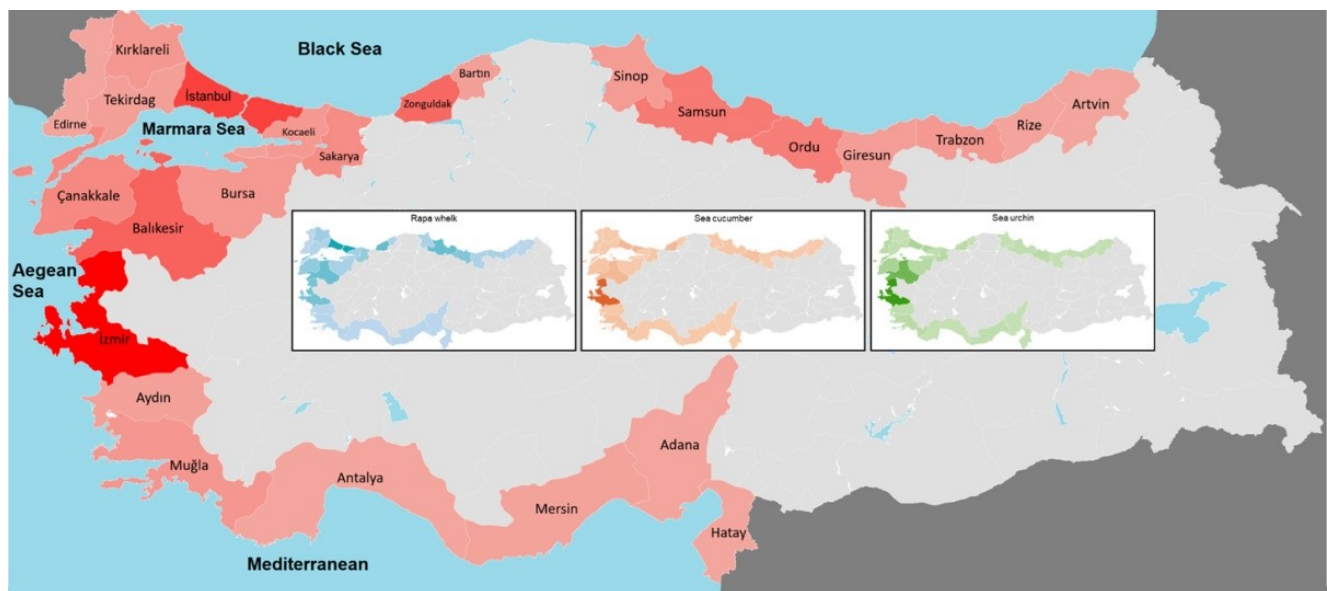 Black Sea
Kırklareli
Tekirdag
İstanbul
Edirne
Marmara Sea
Kocaeli
Sakarya
Zonguldak
Bartın
Sinop
Samsun
Ordu
Giresun
Trabzon
Rize
Artvin
Çanakkale
Bursa
Balıkesir
Rapa whelk
Sea cucumber
Sea urchin
Aegean
Sea
İzmir
Aydın
Muğla
Antalya
Mersin
Adana
Hatay
Mediterranean